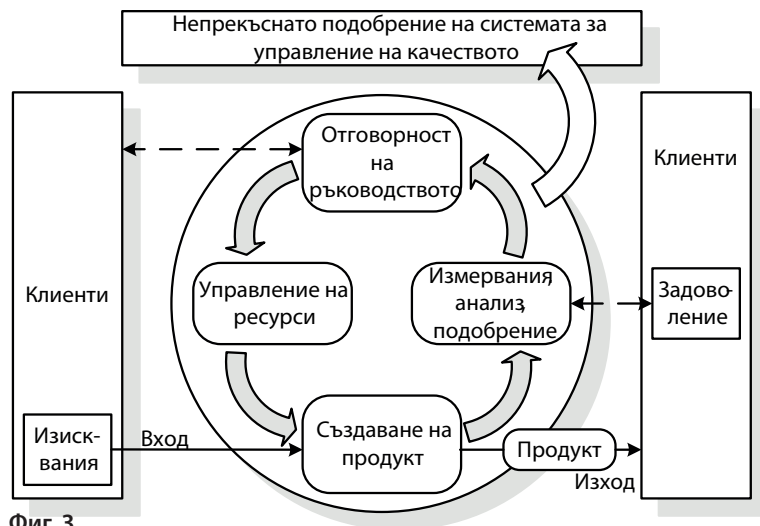 Непрекъснато подобрение на системата за
управление на качеството
Отговорност
на
ръководството
Клиенти
Клиенти
Управление на
ресурси
Измервания,
анализ,
подобрение
Задово-
ление
Изиск-
вания
Вход
Създаване на
продукт
Продукт
Изход
Фиг. 3